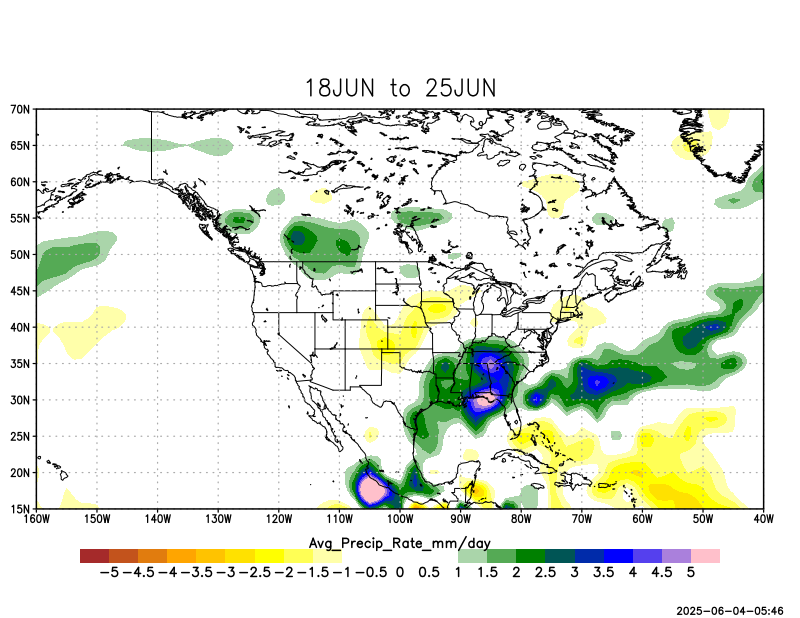 18JUN to 25JUN
70N
65N
60N
55N
50N
45N
40N
35N
30N
25N
20N
15N
160W 150W 140W 130W 120W 110W 100W 90W 80W 70W 60W 50W 40W
Avg_Precip_Rate_mm/day
-5 -4.5 -4 -3.5 -3 -2.5 -2 -1.5 -1 -0.5 0 0.5 1 1.5 2 2.5 3 3.5 4 4.5 5
2025-06-04-05:46